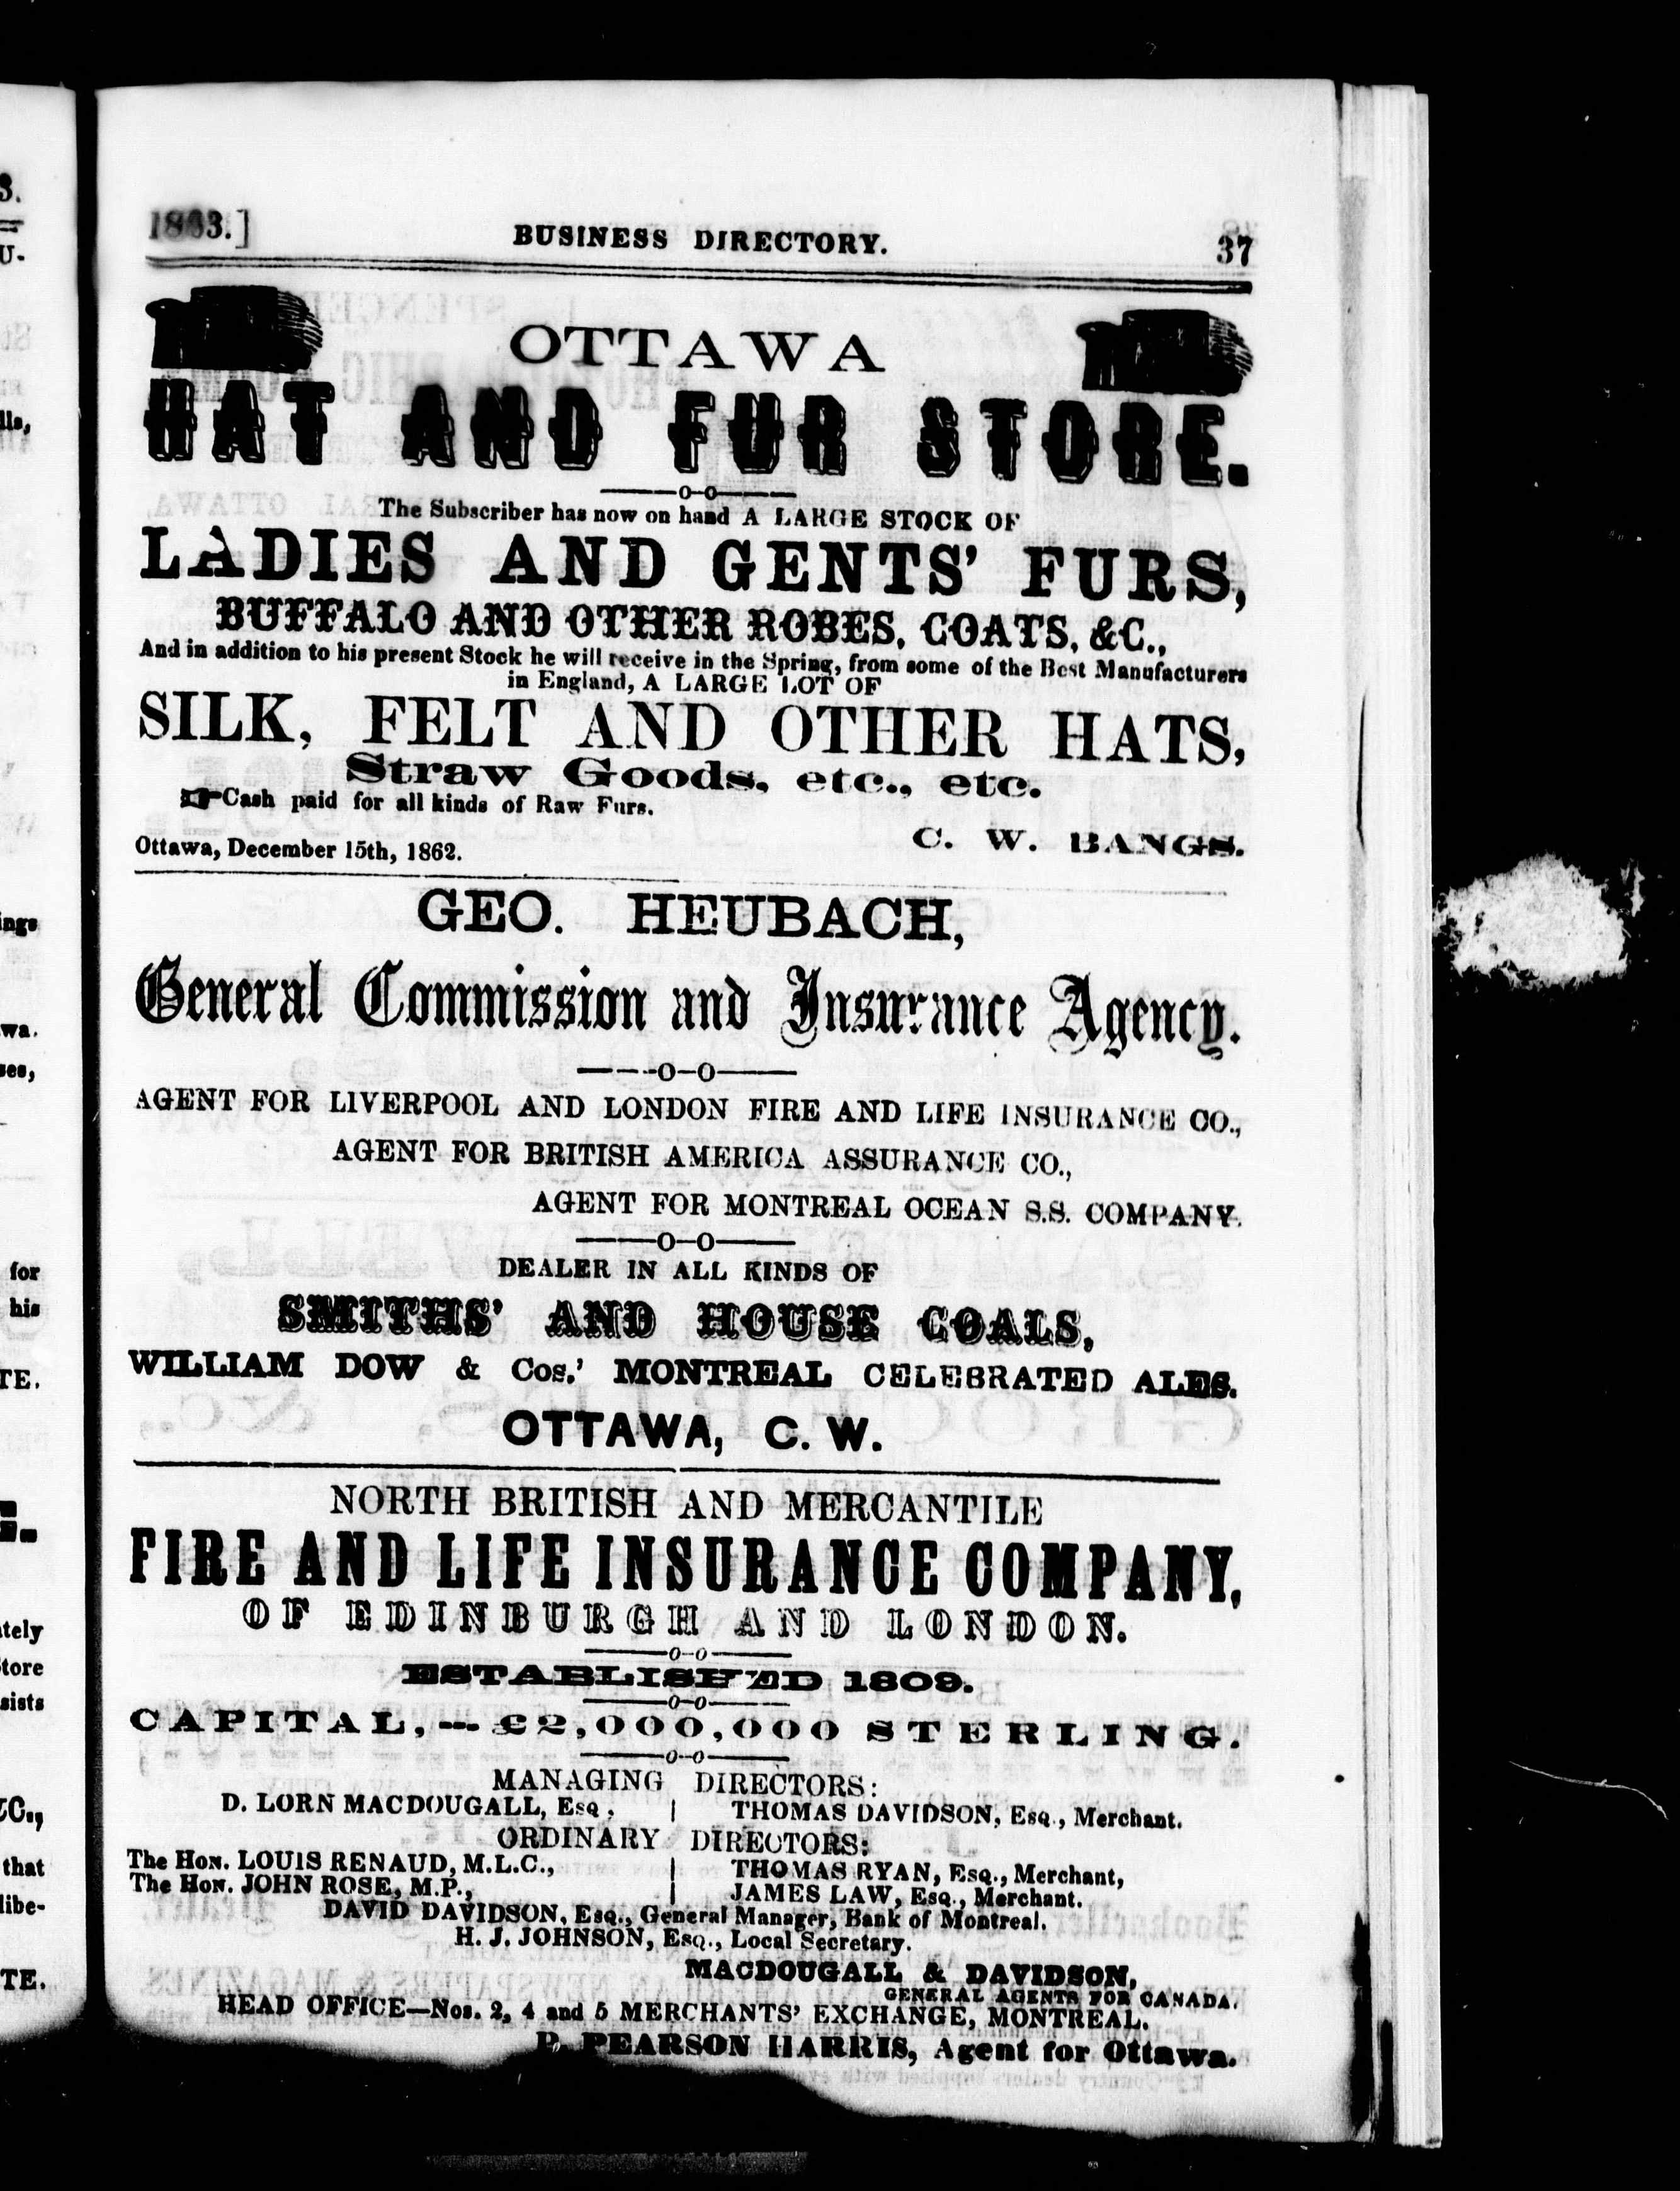 1863.]
BUSINESS DIRECTORY.
37
OTTAWA
HAT AND FUR STORE.
The Subscriber has now on hand A LARGE STOCK OF
LADIES AND GENTS' FURS,
BUFFALO AND OTHER ROBES, COATS, &C.,
And in addition to his present Stock he will receive in the Spring, from some of the Best Manufacturers
in England, A LARGE LOT OF
SILK, FELT AND OTHER HATS,
Straw Goods, etc., etc.
☞Cash paid for all kinds of Raw Furs.
C. W. BANGS.
Ottawa, December 15th, 1862.
GEO. HEUBACH,
General Commission and Insurance Agency.
AGENT FOR LIVERPOOL AND LONDON FIRE AND LIFE INSURANCE CO.,
AGENT FOR BRITISH AMERICA ASSURANCE CO.,
AGENT FOR MONTREAL OCEAN S.S. COMPANY.
DEALER IN ALL KINDS OF
SMITHS' AND HOUSE COALS,
WILLIAM DOW & Cos.' MONTREAL CELEBRATED ALES.
OTTAWA, C. W.
NORTH BRITISH AND MERCANTILE
FIRE AND LIFE INSURANCE COMPANY,
OF EDINBURGH AND LONDON.
ESTABLISHED 1809.
CAPITAL,--£2,000,000 STERLING.
MANAGING DIRECTORS:
D. LORN MACDOUGALL, Esq., | THOMAS DAVIDSON, Esq., Merchant.
ORDINARY DIRECTORS:
The Hon. LOUIS RENAUD, M.L.C., | THOMAS RYAN, Esq., Merchant,
The Hon. JOHN ROSE, M.P., | JAMES LAW, Esq., Merchant.
DAVID DAVIDSON, Esq., General Manager, Bank of Montreal.
H. J. JOHNSON, Esq., Local Secretary.
MACDOUGALL & DAVIDSON,
GENERAL AGENTS FOR CANADA.
HEAD OFFICE—Nos. 2, 4 and 5 MERCHANTS' EXCHANGE, MONTREAL.
PEARSON HARRIS, Agent for Ottawa.